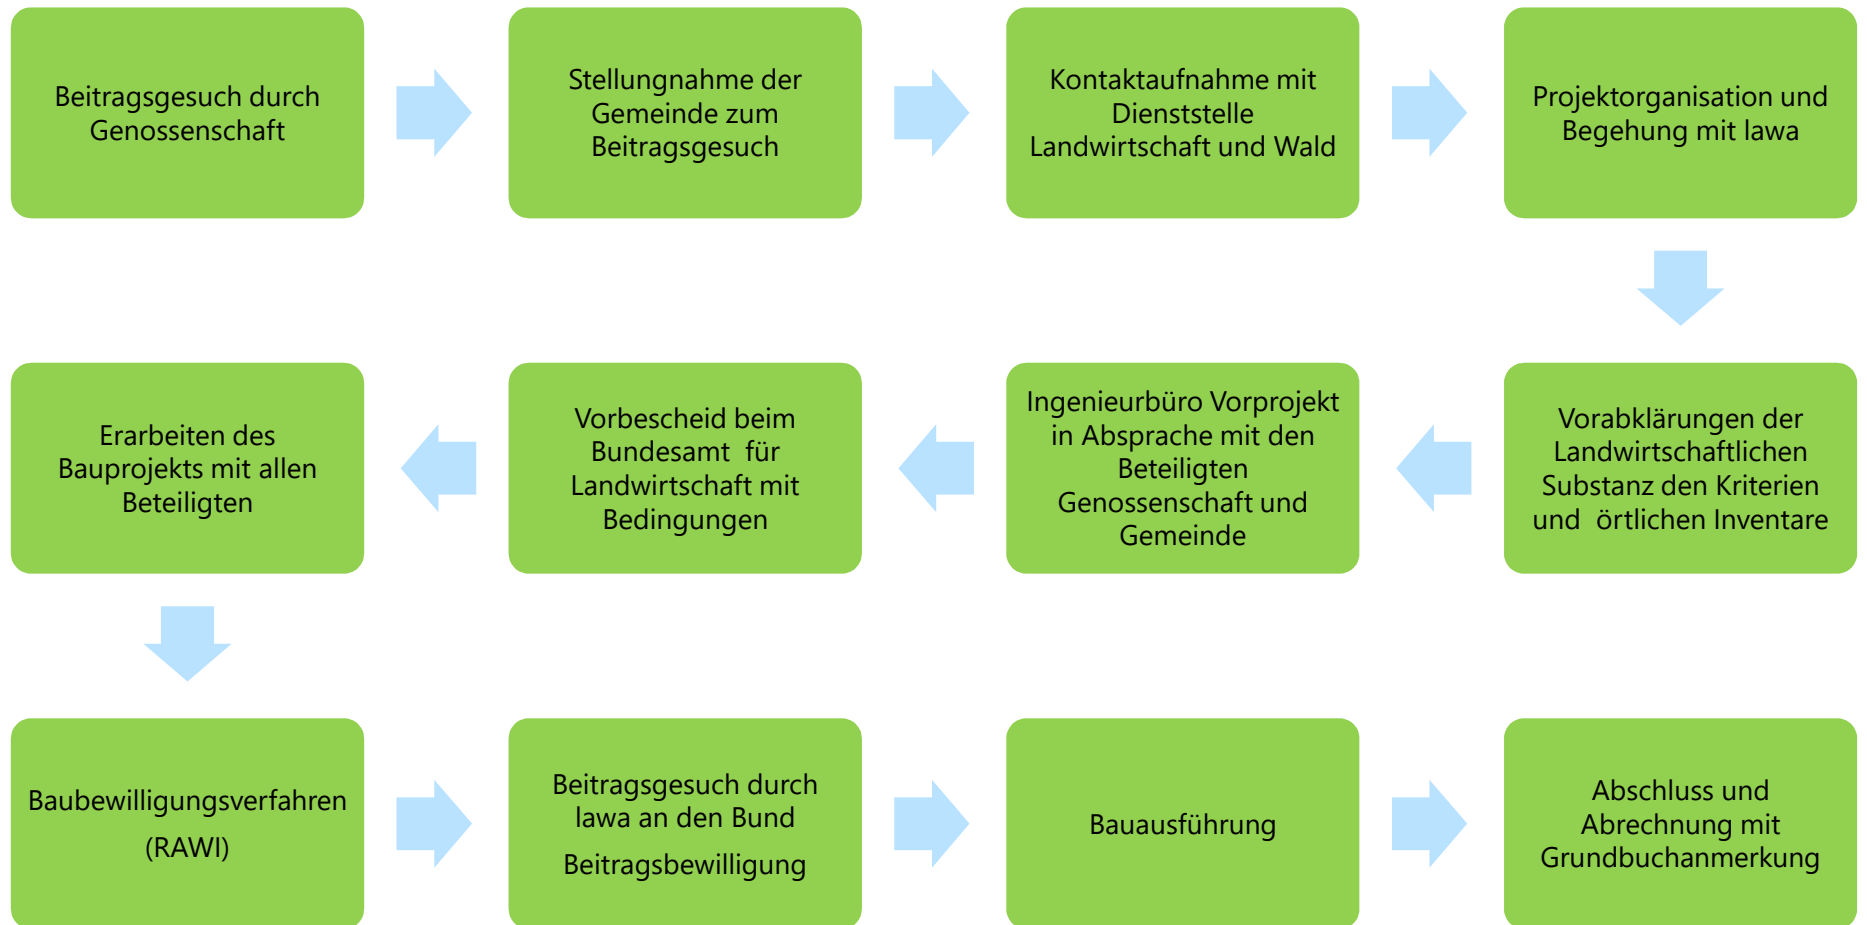 Beitragsgesuch durch
Genossenschaft
Stellungnahme der
Gemeinde zum
Beitragsgesuch
Kontaktaufnahme mit
Dienststelle
Landwirtschaft und Wald
Projektorganisation und
Begehung mit lawa
Vorabklärungen der
Landwirtschaftlichen
Substanz den Kriterien
und örtlichen Inventare
Ingenieurbüro Vorprojekt
in Absprache mit den
Beteiligten
Genossenschaft und
Gemeinde
Vorbescheid beim
Bundesamt für
Landwirtschaft mit
Bedingungen
Erarbeiten des
Bauprojekts mit allen
Beteiligten
Baubewilligungsverfahren
(RAWI)
Beitragsgesuch durch
lawa an den Bund
Beitragsbewilligung
Bauausführung
Abschluss und
Abrechnung mit
Grundbuchanmerkung